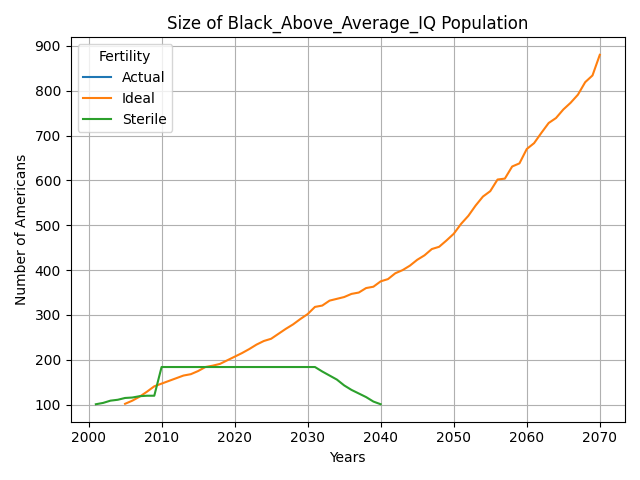 Size of Black_Above_Average_IQ Population
Number of Americans
900
800
700
600
500
400
300
200
100
Fertility
Actual
Ideal
Sterile
2000 2010 2020 2030 2040 2050 2060 2070
Years